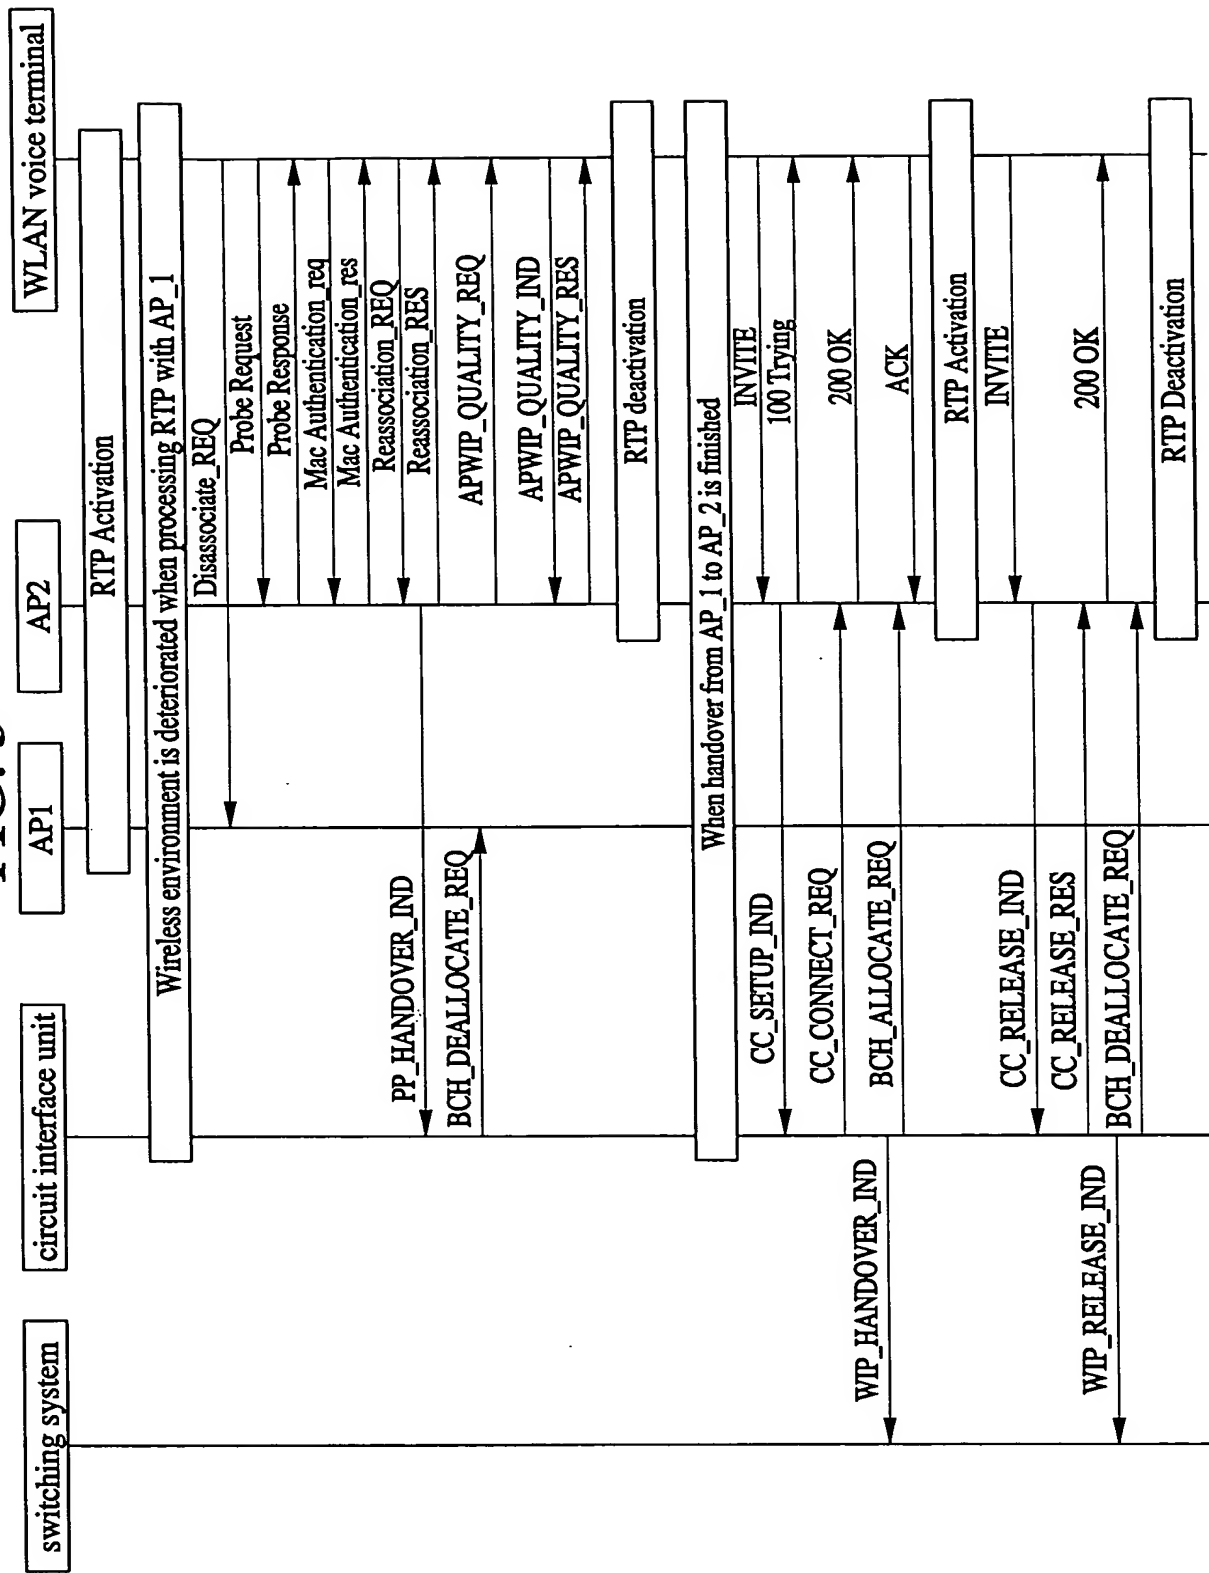 switching system
circuit interface unit
AP1
AP2
WLAN voice terminal
RTP Activation
Wireless environment is deteriorated when processing RTP with AP_1
Disassociate_REQ
Probe Request
Probe Response
Mac Authentication_req
Mac Authentication_res
Reassociation_REQ
PP_HANDOVER_IND
Reassociation_RES
BCH_DEALLOCATE_REQ
APWIP_QUALITY_REQ
APWIP_QUALITY_IND
APWIP_QUALITY_RES
RTP deactivation
When handover from AP_1 to AP_2 is finished
INVITE
CC_SETUP_IND
100 Trying
CC_CONNECT_REQ
200 OK
WIP_HANDOVER_IND
BCH_ALLOCATE_REQ
ACK
RTP Activation
INVITE
CC_RELEASE_IND
CC_RELEASE_RES
200 OK
WIP_RELEASE_IND
BCH_DEALLOCATE_REQ
RTP Deactivation